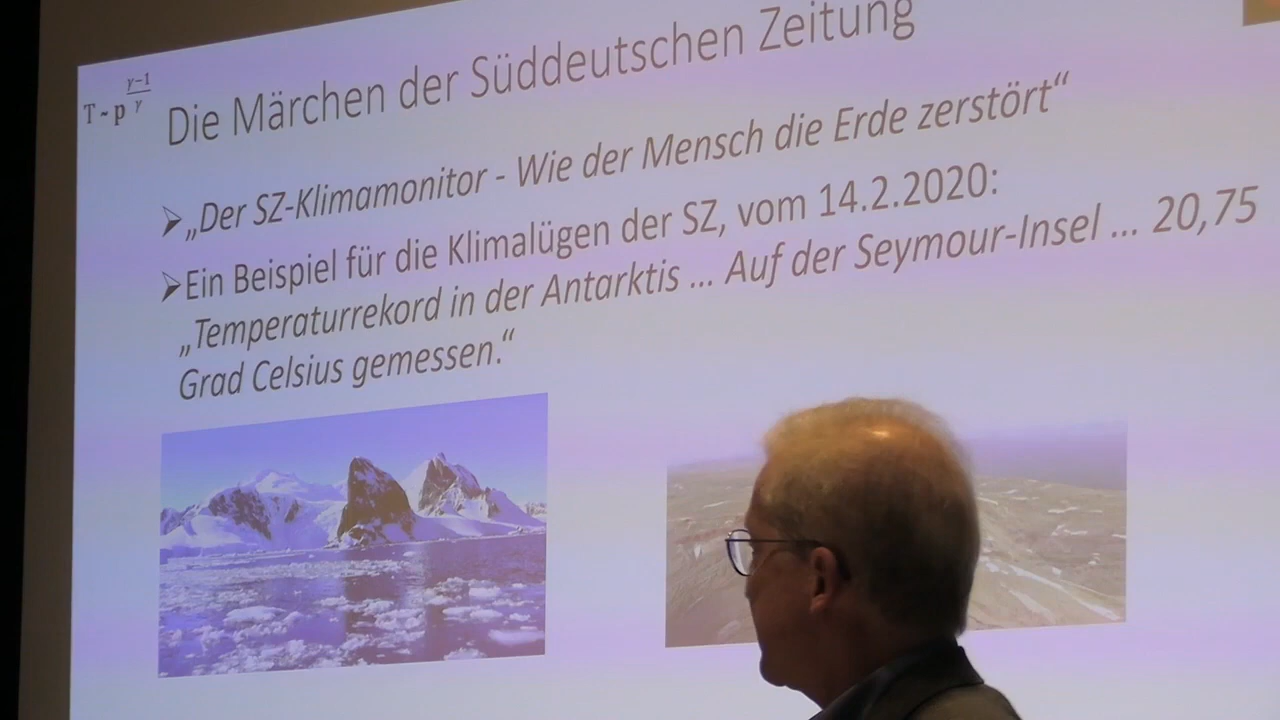 T ~ p^((γ−1)/γ)
Die Märchen der Süddeutschen Zeitung
„Der SZ-Klimamonitor - Wie der Mensch die Erde zerstört“
Ein Beispiel für die Klimalügen der SZ, vom 14.2.2020:
„Temperaturrekord in der Antarktis ... Auf der Seymour-Insel ... 20,75
Grad Celsius gemessen.“